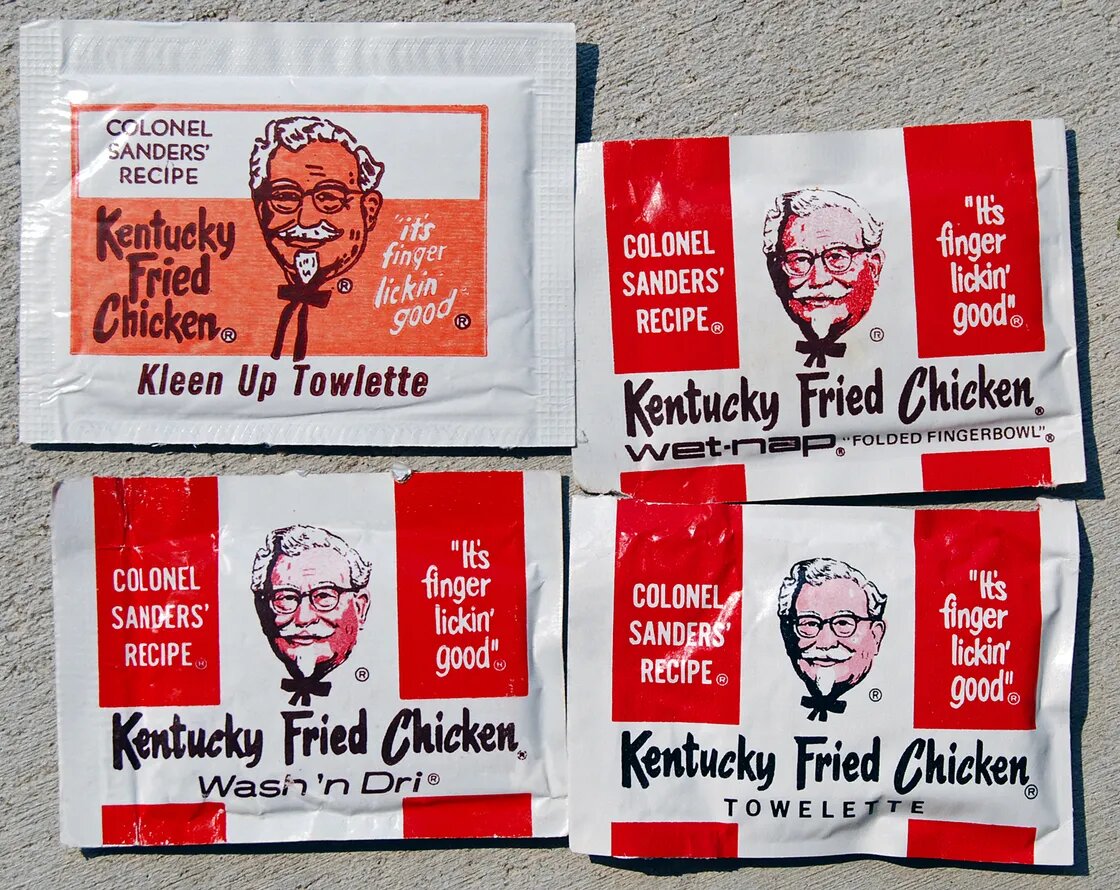 COLONEL
SANDERS'
RECIPE
Kentucky
Fried
Chicken®
®
"it's
finger
lickin'
good"®
Kleen Up Towlette
COLONEL
SANDERS'
RECIPE®
®
"It's
finger
lickin'
good"®
Kentucky Fried Chicken®
wet-nap® "FOLDED FINGERBOWL"®
COLONEL
SANDERS'
RECIPE®
®
"It's
finger
lickin'
good"®
Kentucky Fried Chicken®
Wash 'n Dri®
COLONEL
SANDERS'
RECIPE®
®
"It's
finger
lickin'
good"®
Kentucky Fried Chicken®
TOWELETTE